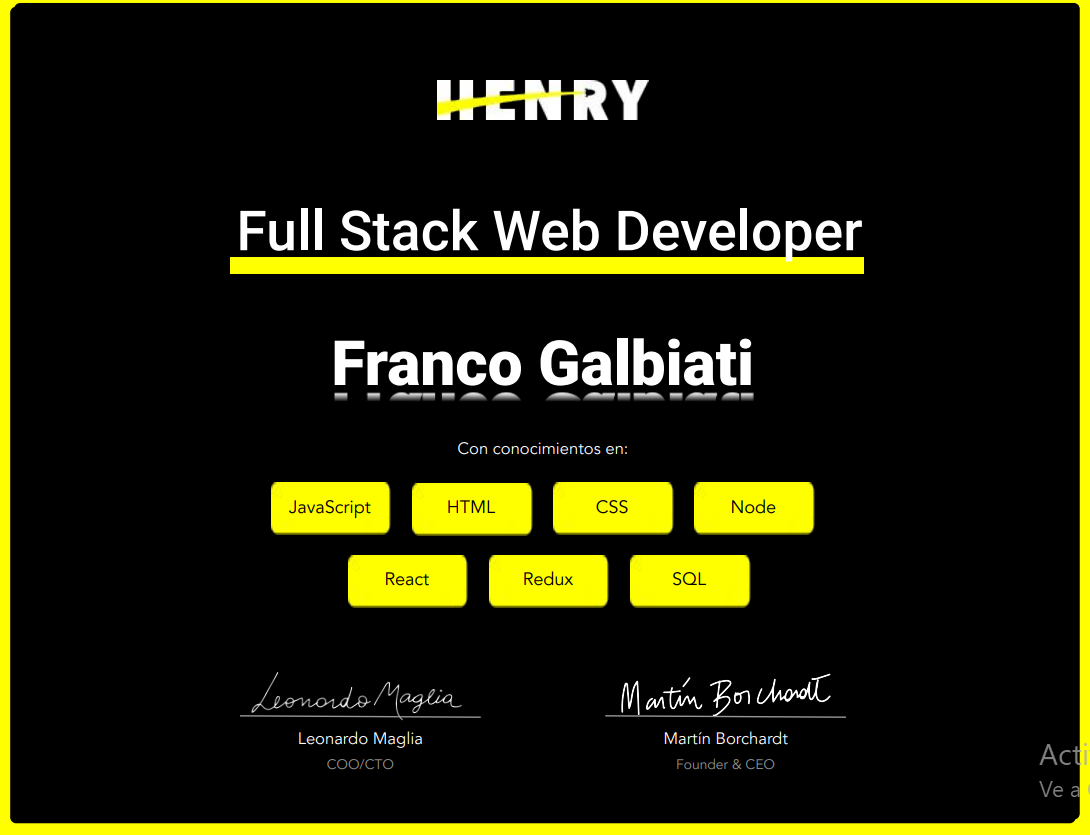 HENRY
Full Stack Web Developer
Franco Galbiati
Con conocimientos en:
JavaScript HTML CSS Node
React Redux SQL
Leonardo Maglia Martín Borchardt
Leonardo Maglia Martín Borchardt
COO/CTO Founder & CEO
Acti
Ve a